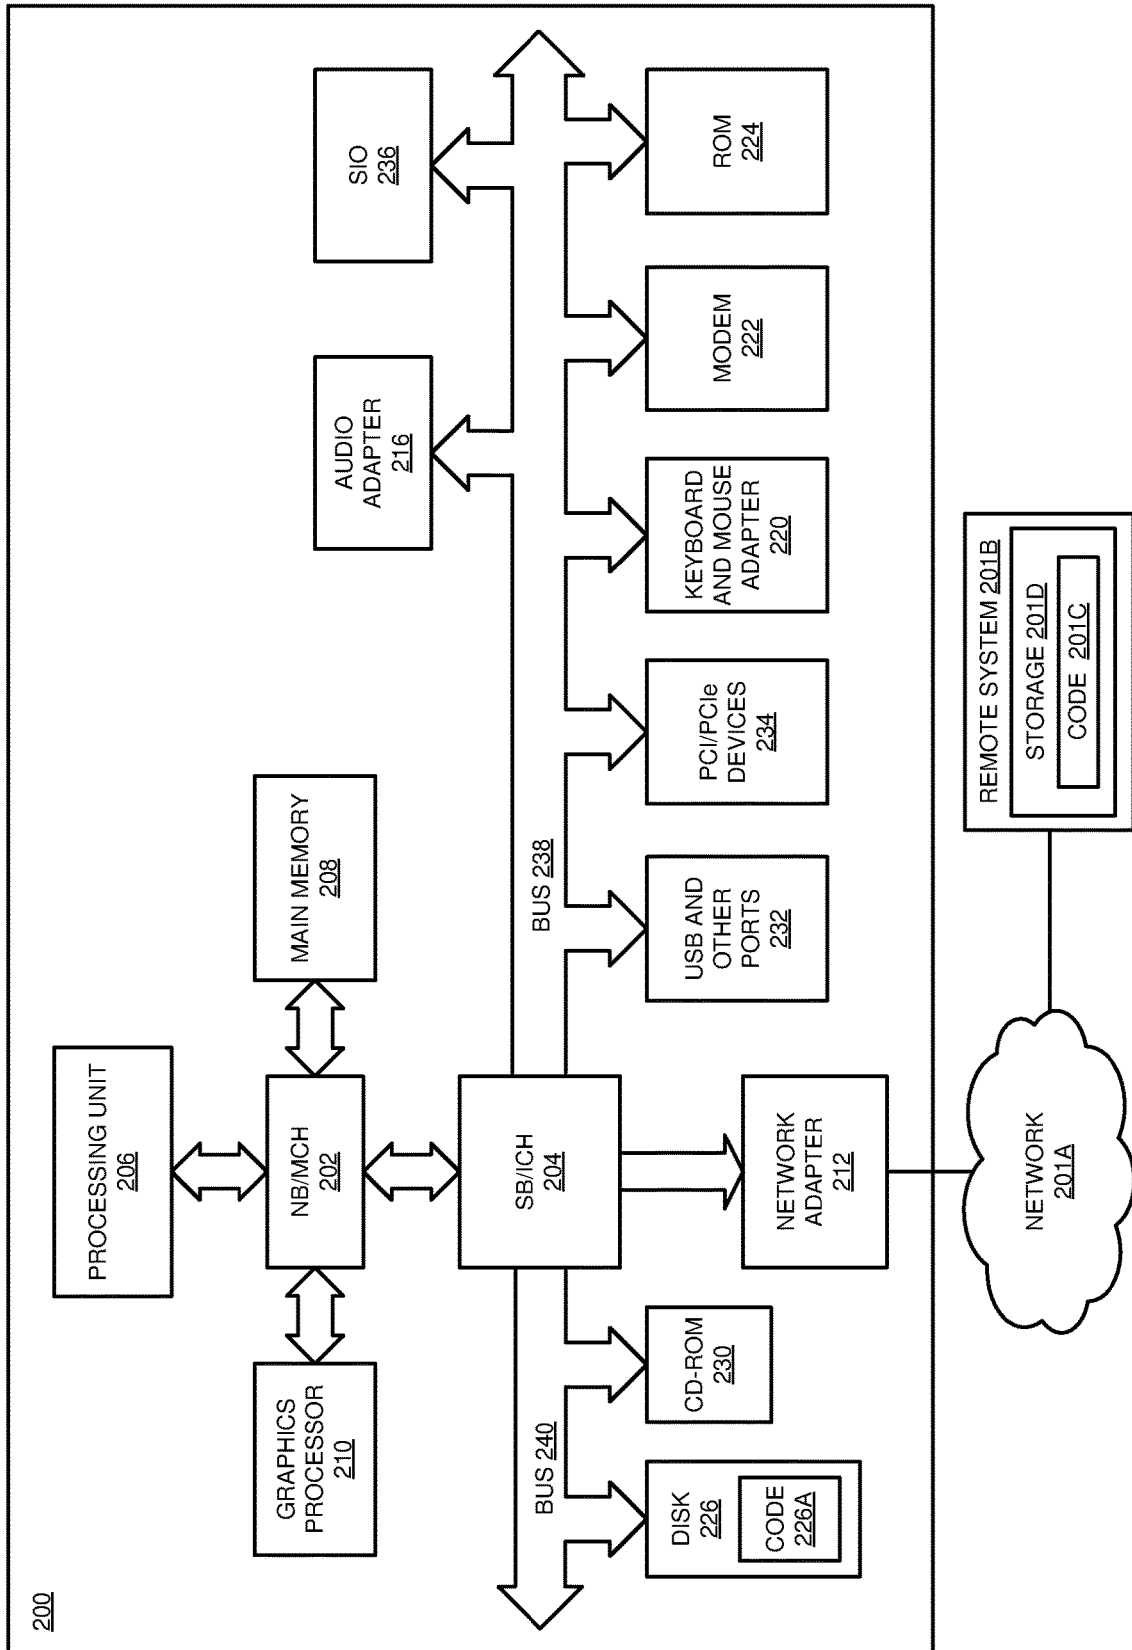 200
PROCESSING UNIT
206
GRAPHICS
PROCESSOR
210
NB/MCH
202
MAIN MEMORY
208
AUDIO
ADAPTER
216
SIO
236
SB/ICH
204
BUS 240
BUS 238
DISK
226
CODE
226A
CD-ROM
230
NETWORK
ADAPTER
212
USB AND
OTHER
PORTS
232
PCI/PCIe
DEVICES
234
KEYBOARD
AND MOUSE
ADAPTER
220
MODEM
222
ROM
224
NETWORK
201A
REMOTE SYSTEM 201B
STORAGE 201D
CODE 201C